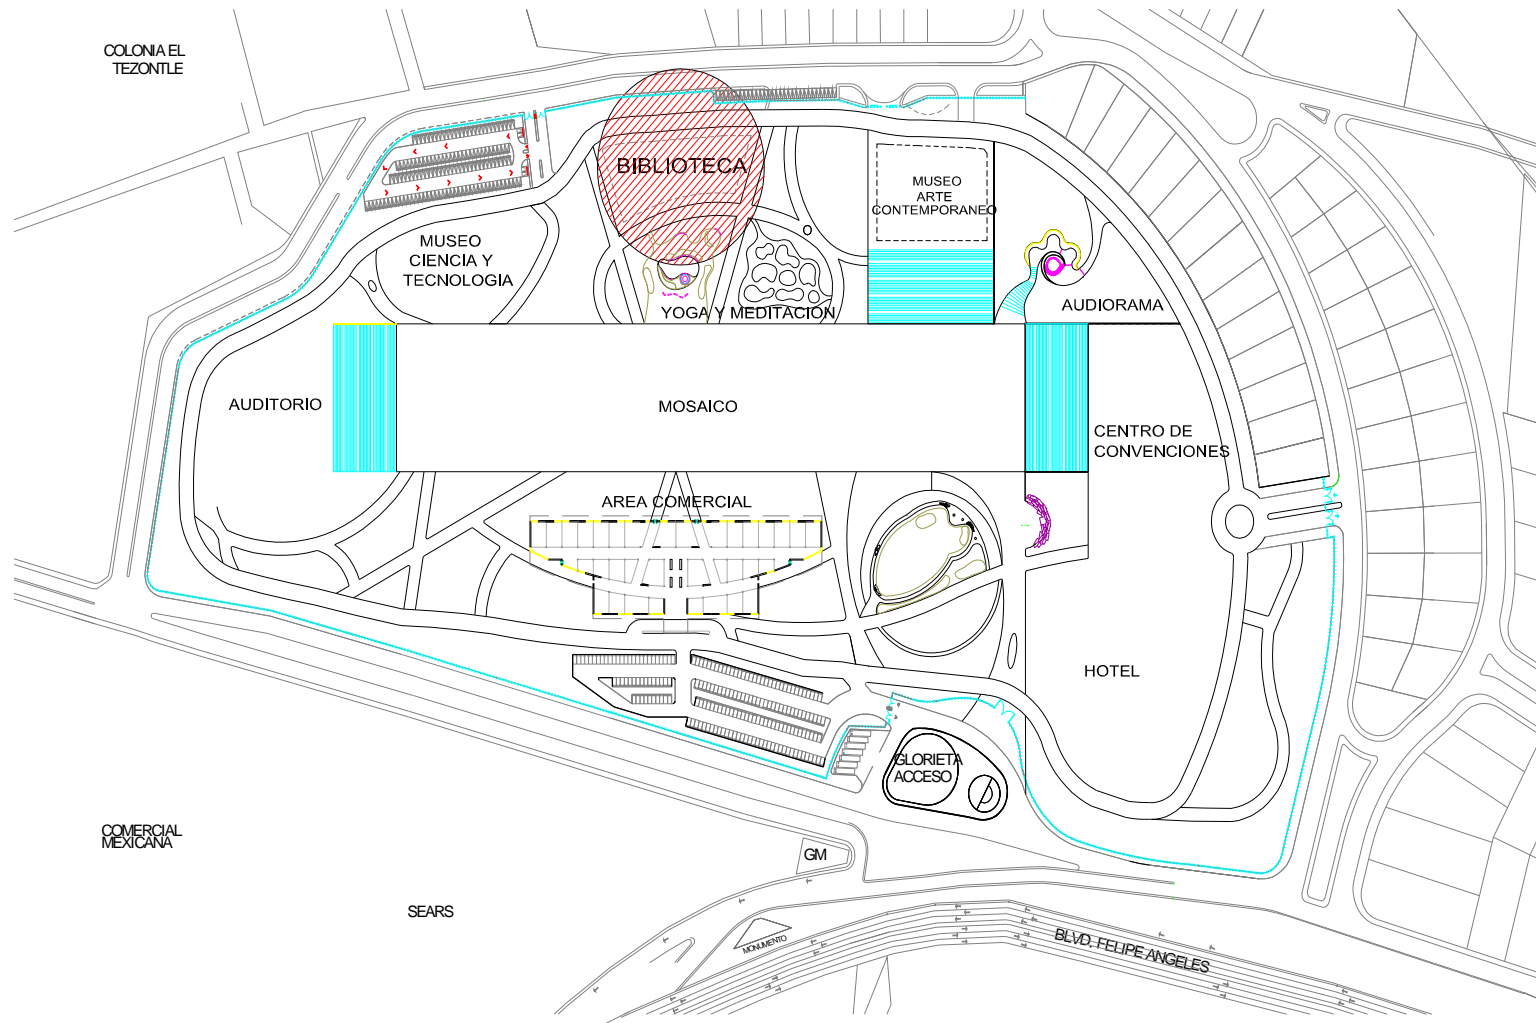 COLONIA EL
TEZONTLE
BIBLIOTECA
MUSEO
ARTE
CONTEMPORANEO
MUSEO
CIENCIA Y
TECNOLOGIA
YOGA Y MEDITACION
AUDIORAMA
AUDITORIO
MOSAICO
CENTRO DE
CONVENCIONES
AREA COMERCIAL
HOTEL
GLORIETA
ACCESO
COMERCIAL
MEXICANA
GM
SEARS
MONUMENTO
BLVD. FELIPE ANGELES